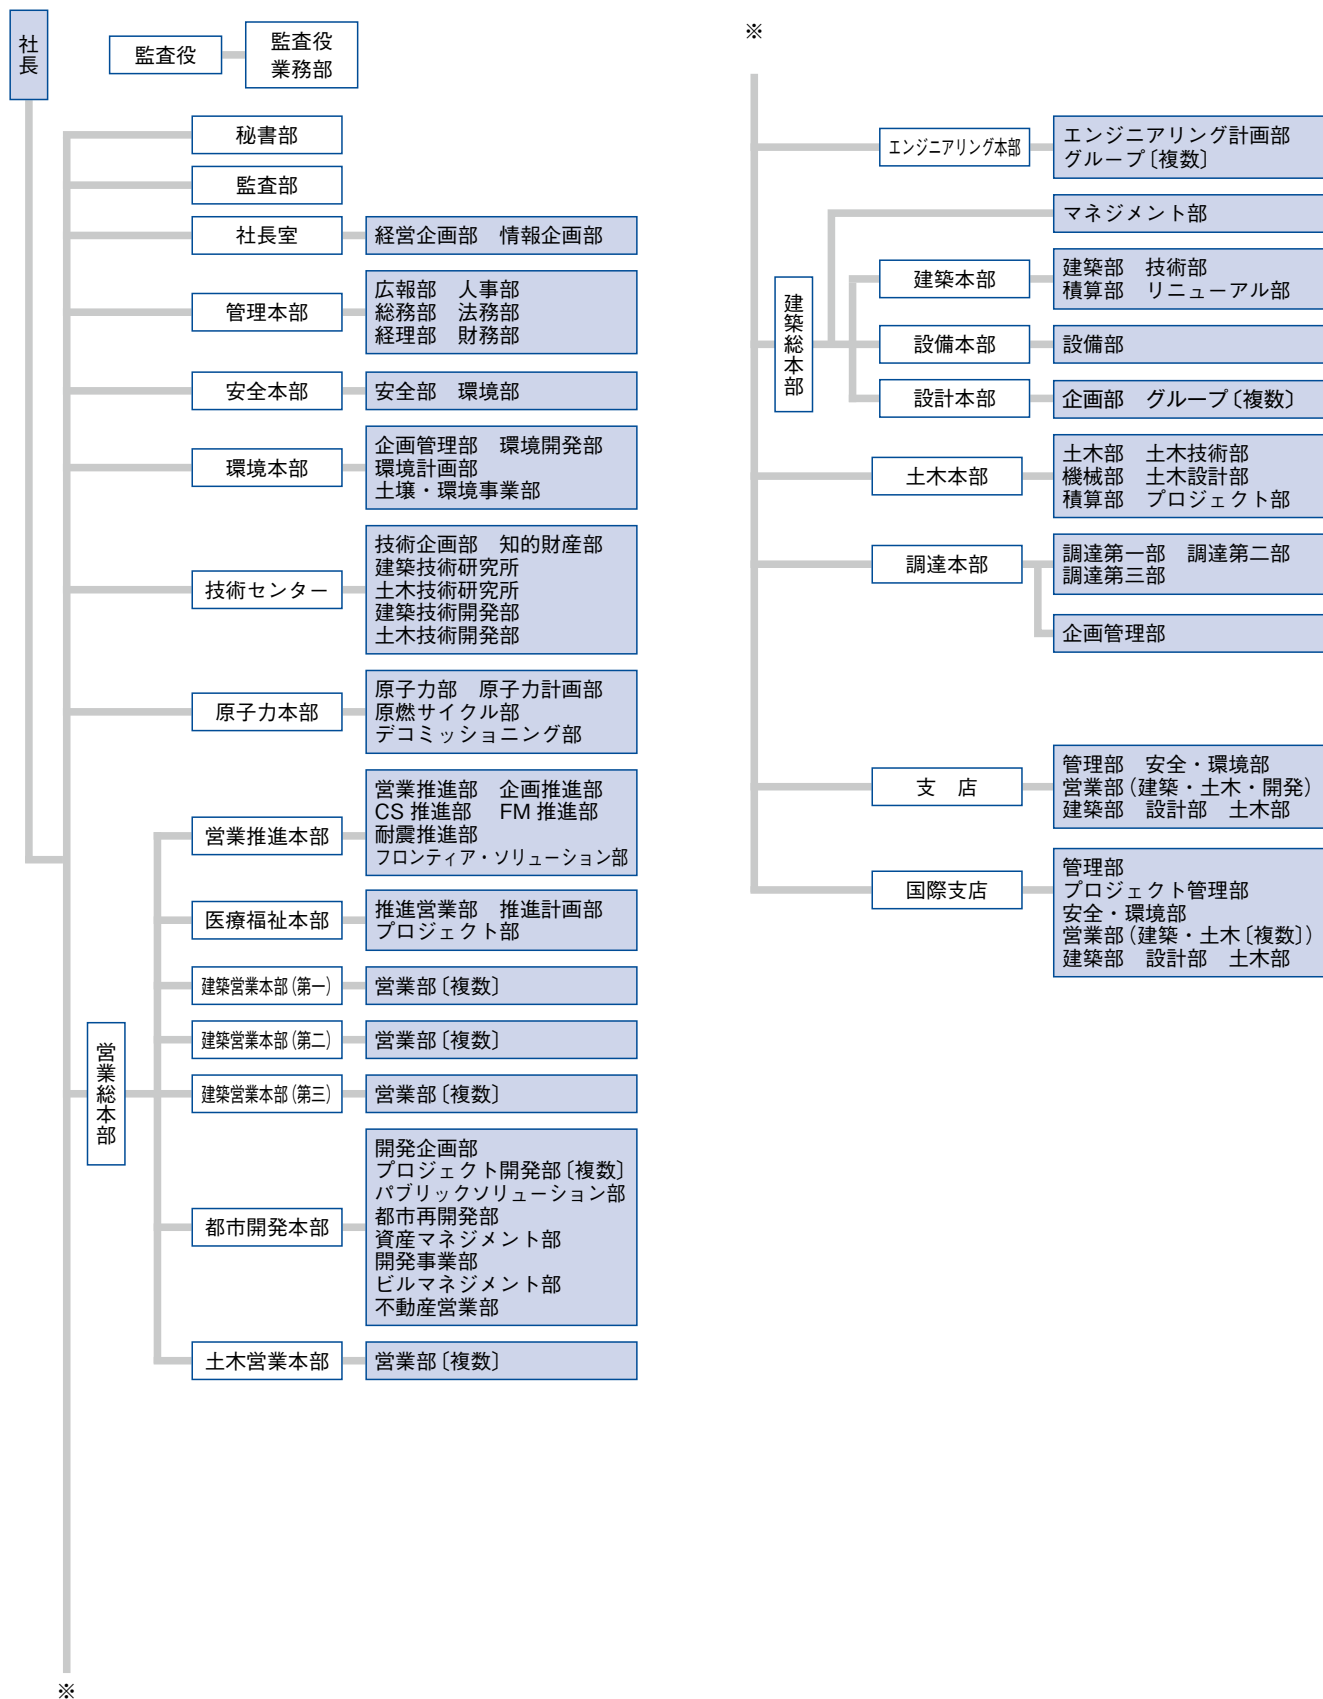 社長
監査役
監査役
業務部
秘書部
監査部
社長室
経営企画部　情報企画部
管理本部
広報部　人事部
総務部　法務部
経理部　財務部
安全本部
安全部　環境部
環境本部
企画管理部　環境開発部
環境計画部
土壌・環境事業部
技術センター
技術企画部　知的財産部
建築技術研究所
土木技術研究所
建築技術開発部
土木技術開発部
原子力本部
原子力部　原子力計画部
原燃サイクル部
デコミッショニング部
営業総本部
営業推進本部
営業推進部　企画推進部
CS 推進部　FM 推進部
耐震推進部
フロンティア・ソリューション部
医療福祉本部
推進営業部　推進計画部
プロジェクト部
建築営業本部（第一）
営業部〔複数〕
建築営業本部（第二）
営業部〔複数〕
建築営業本部（第三）
営業部〔複数〕
都市開発本部
開発企画部
プロジェクト開発部〔複数〕
パブリックソリューション部
都市再開発部
資産マネジメント部
開発事業部
ビルマネジメント部
不動産営業部
土木営業本部
営業部〔複数〕
※
※
エンジニアリング本部
エンジニアリング計画部
グループ〔複数〕
建築総本部
マネジメント部
建築本部
建築部　技術部
積算部　リニューアル部
設備本部
設備部
設計本部
企画部　グループ〔複数〕
土木本部
土木部　土木技術部
機械部　土木設計部
積算部　プロジェクト部
調達本部
調達第一部　調達第二部
調達第三部
企画管理部
支　店
管理部　安全・環境部
営業部（建築・土木・開発）
建築部　設計部　土木部
国際支店
管理部
プロジェクト管理部
安全・環境部
営業部（建築・土木〔複数〕）
建築部　設計部　土木部